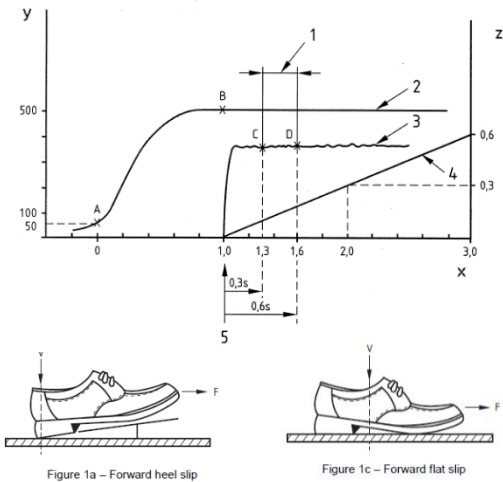 y
z
1
B
2
500
C
D
3
0,6
4
0,3
100
A
50
0
1,0
1,3
1,6
2,0
3,0
x
0,3s
0,6s
5
v
F
V
F
Figure 1a – Forward heel slip
Figure 1c – Forward flat slip